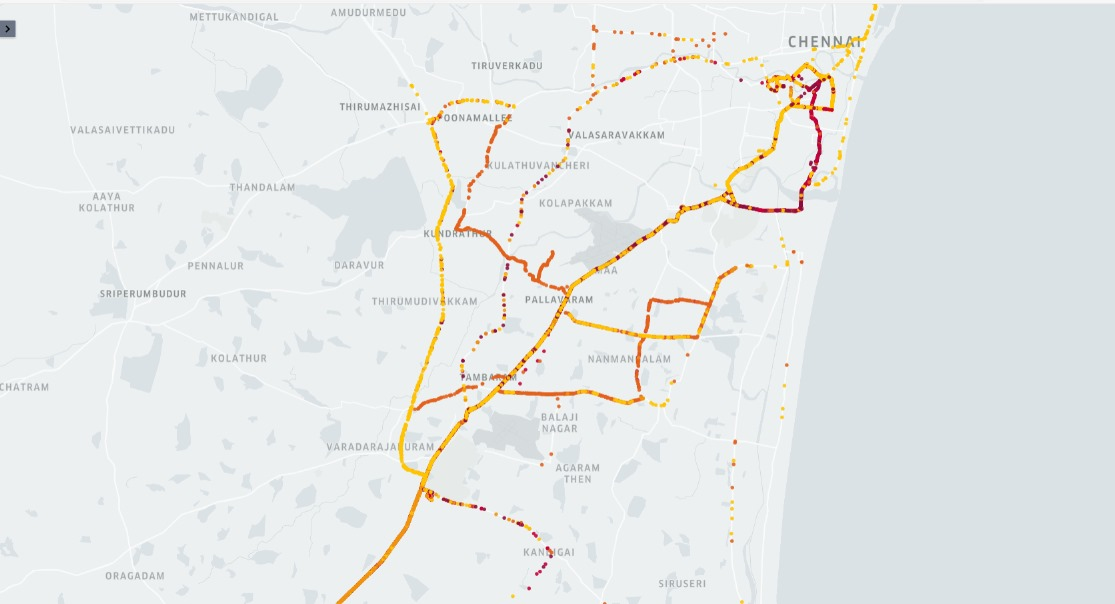 AMUDURMEDU
METTUKANDIGAL
CHENNAI
TIRUVERKADU
THIRUMAZHISAI
POONAMALLEE
VALASAIVETTIKADU
VALASARAVAKKAM
KULATHUVANCHERI
THANDALAM
AAYA
KOLATHUR
KOLAPAKKAM
KUNDRATHUR
PENNALUR
DARAVUR
SRIPERUMBUDUR
THIRUMUDIVAKKAM
PALLAVARAM
KOLATHUR
NANMANGALAM
TAMBARAM
CHATRAM
BALAJI
NAGAR
VARADARAJAPURAM
AGARAM
THEN
KANDIGAI
ORAGADAM
SIRUSERI